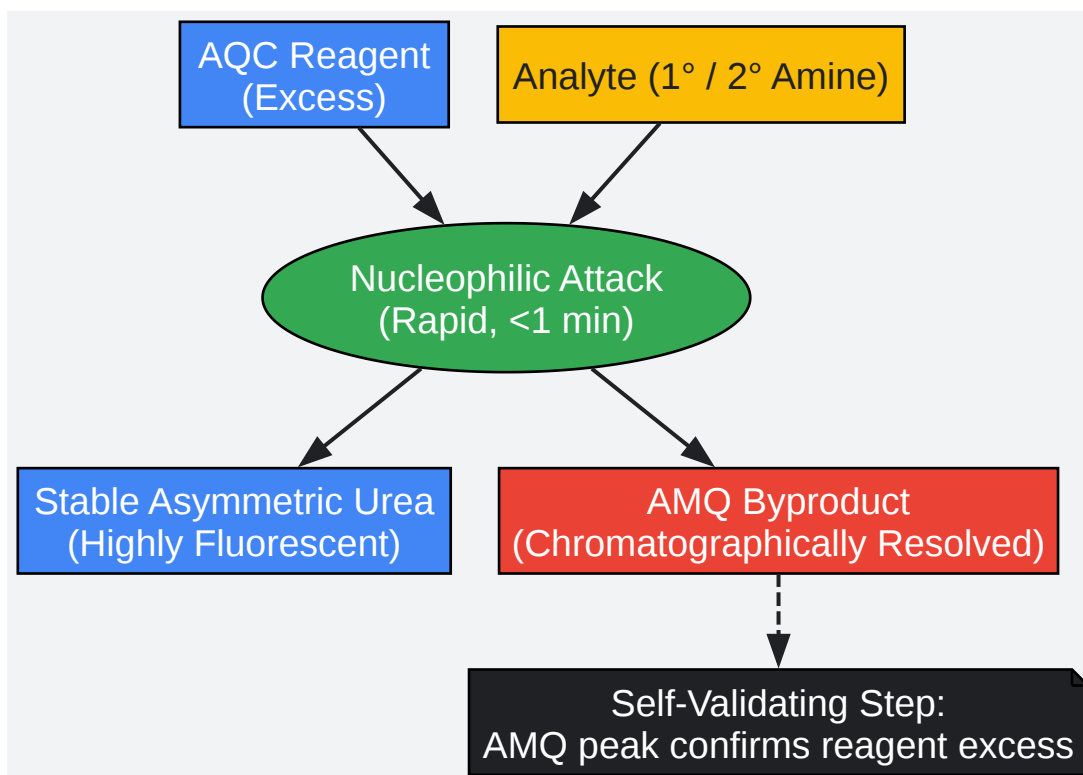 AQC Reagent
(Excess)
Analyte (1° / 2° Amine)
Nucleophilic Attack
(Rapid, <1 min)
Stable Asymmetric Urea
(Highly Fluorescent)
AMQ Byproduct
(Chromatographically Resolved)
Self-Validating Step:
AMQ peak confirms reagent excess